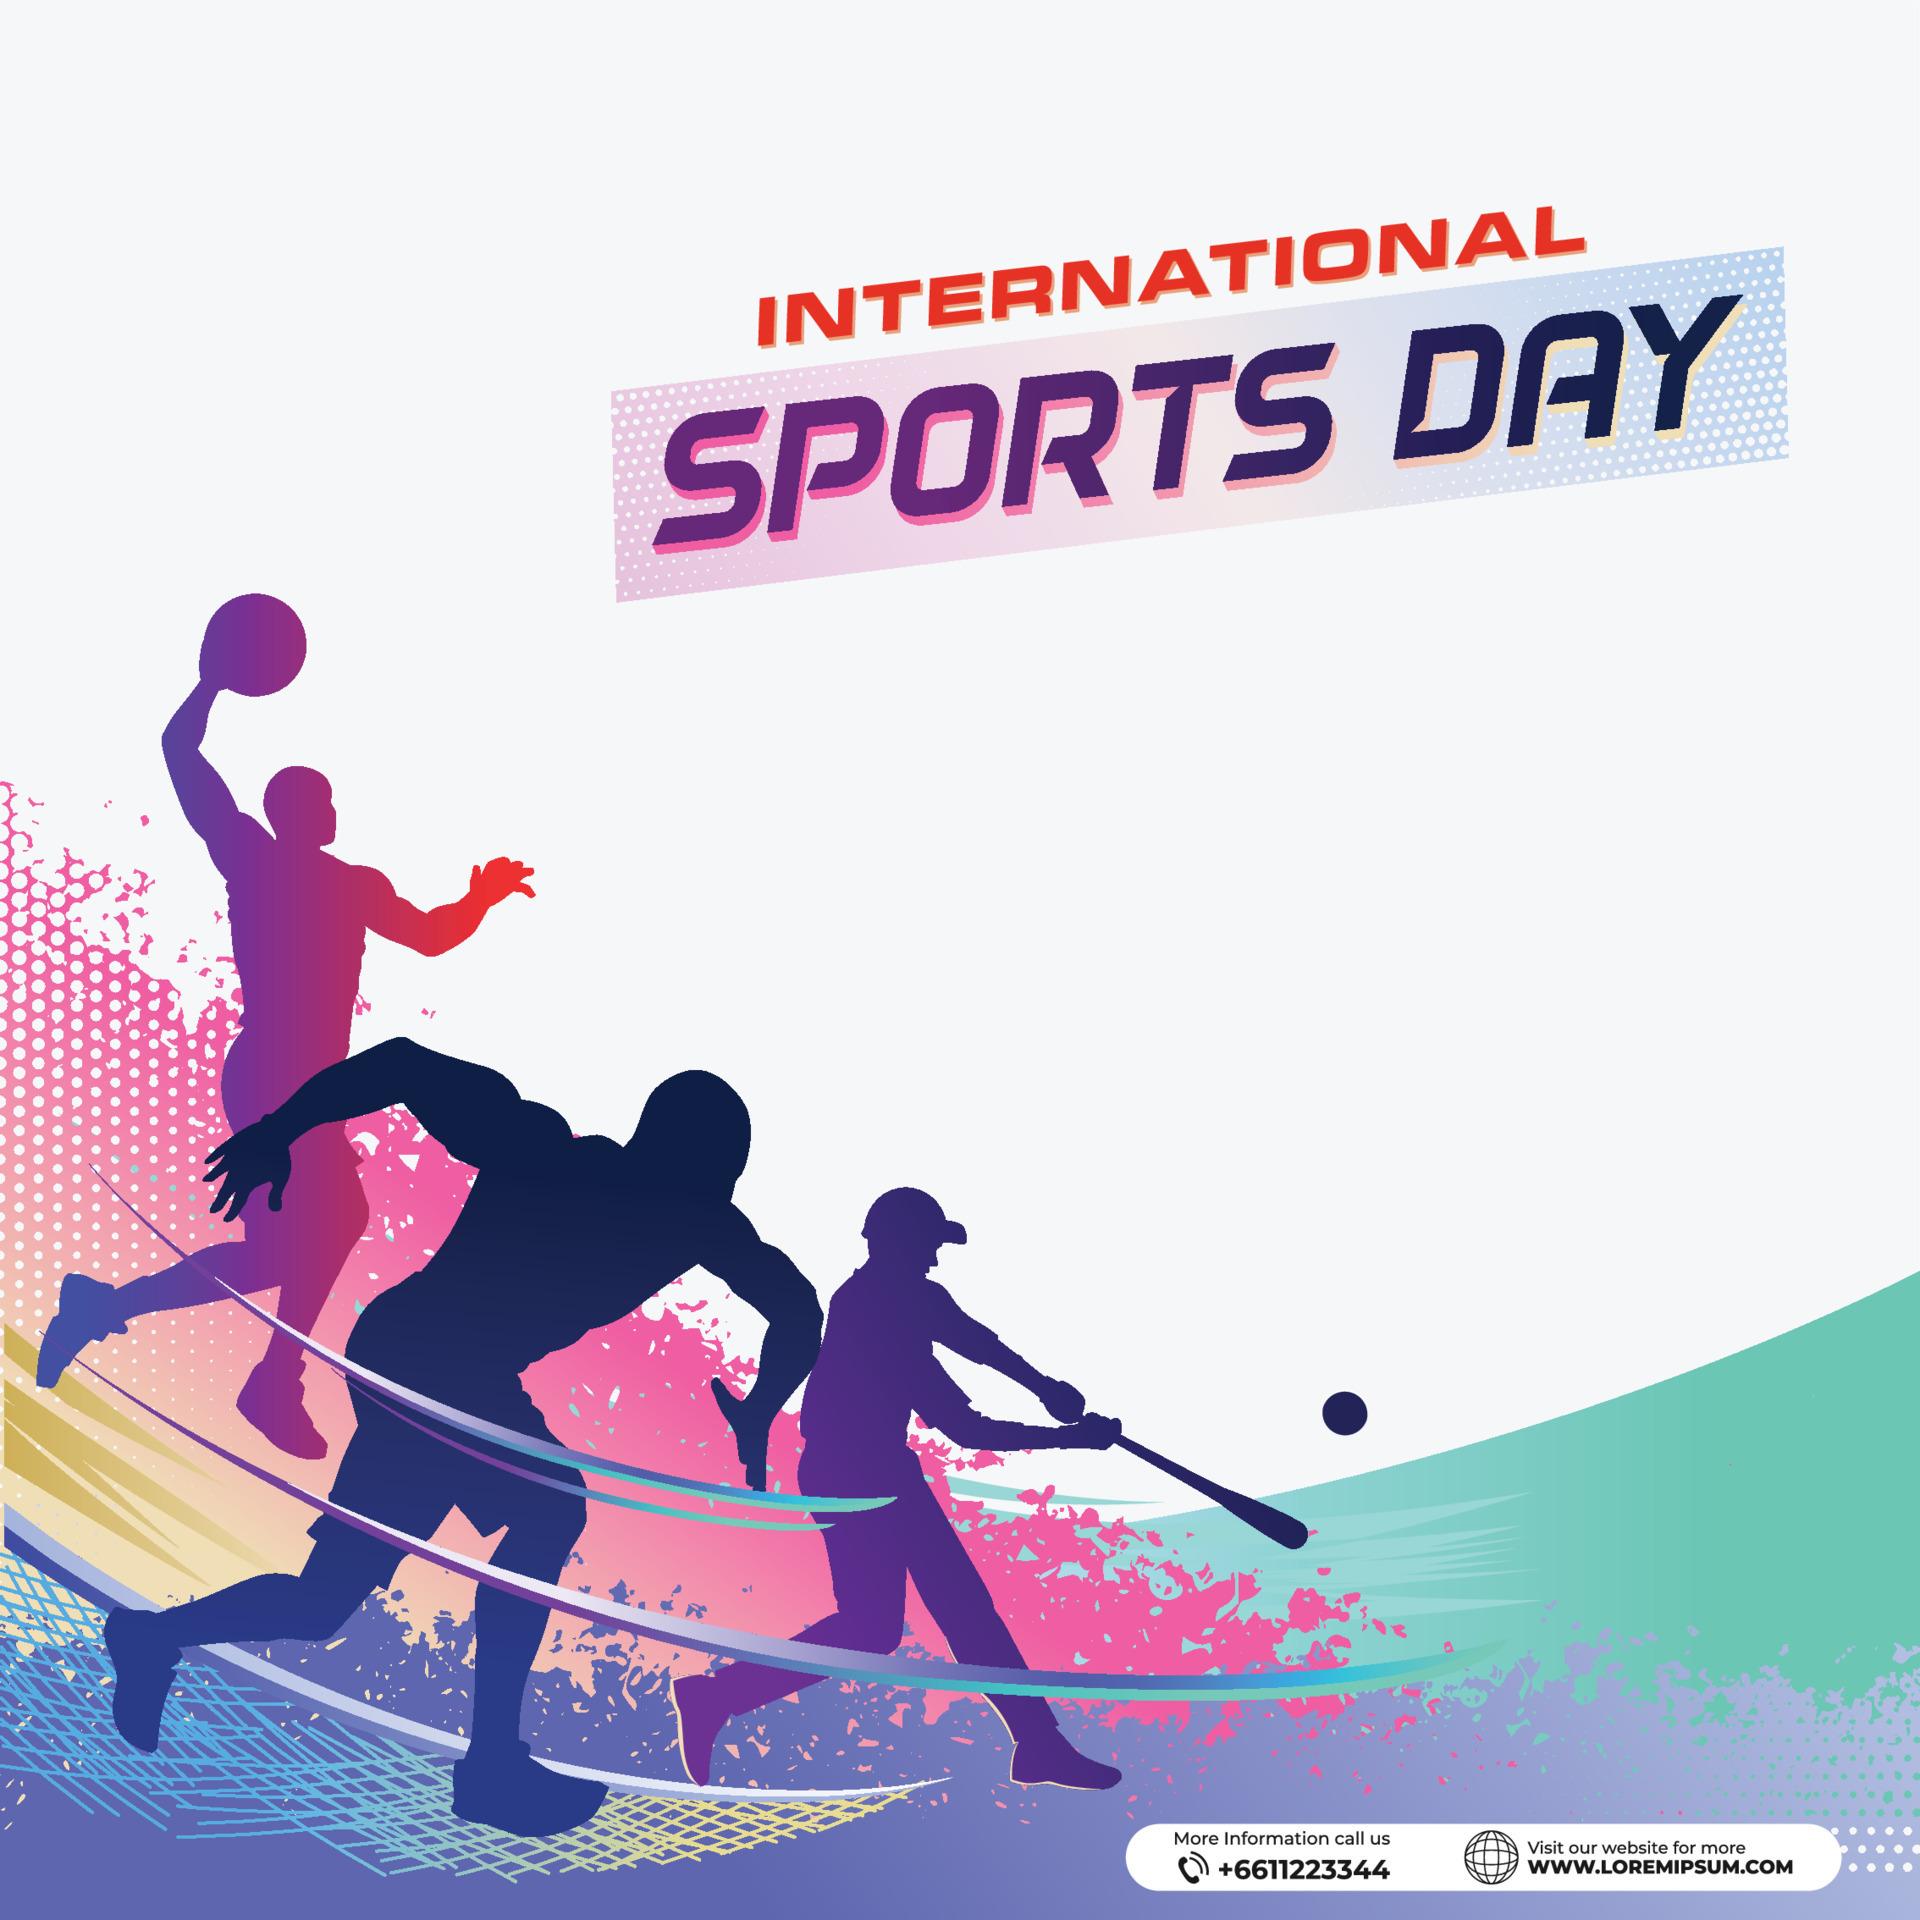 INTERNATIONAL
SPORTS DAY
More Information call us
+6611223344
Visit our website for more
WWW.LOREMIPSUM.COM